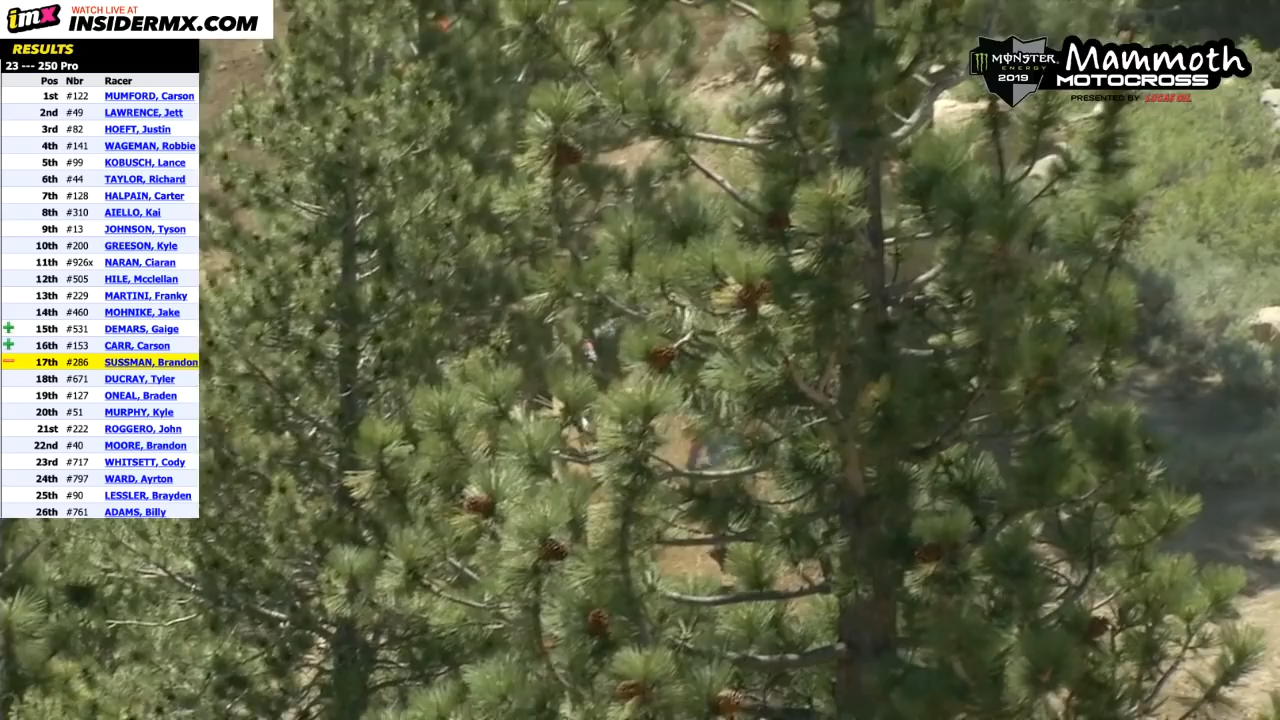 imx
WATCH LIVE AT
INSIDERMX.COM
RESULTS
23 --- 250 Pro
Pos Nbr Racer
1st #122 MUMFORD, Carson
2nd #49 LAWRENCE, Jett
3rd #82 HOEFT, Justin
4th #141 WAGEMAN, Robbie
5th #99 KOBUSCH, Lance
6th #44 TAYLOR, Richard
7th #128 HALPAIN, Carter
8th #310 AIELLO, Kai
9th #13 JOHNSON, Tyson
10th #200 GREESON, Kyle
11th #926x NARAN, Ciaran
12th #505 HILE, Mcclellan
13th #229 MARTINI, Franky
14th #460 MOHNIKE, Jake
15th #531 DEMARS, Gaige
16th #153 CARR, Carson
17th #286 SUSSMAN, Brandon
18th #671 DUCRAY, Tyler
19th #127 ONEAL, Braden
20th #51 MURPHY, Kyle
21st #222 ROGGERO, John
22nd #40 MOORE, Brandon
23rd #717 WHITSETT, Cody
24th #797 WARD, Ayrton
25th #90 LESSLER, Brayden
26th #761 ADAMS, Billy
MONSTER
ENERGY
2019
Mammoth
MOTOCROSS
PRESENTED BY LUCAS OIL